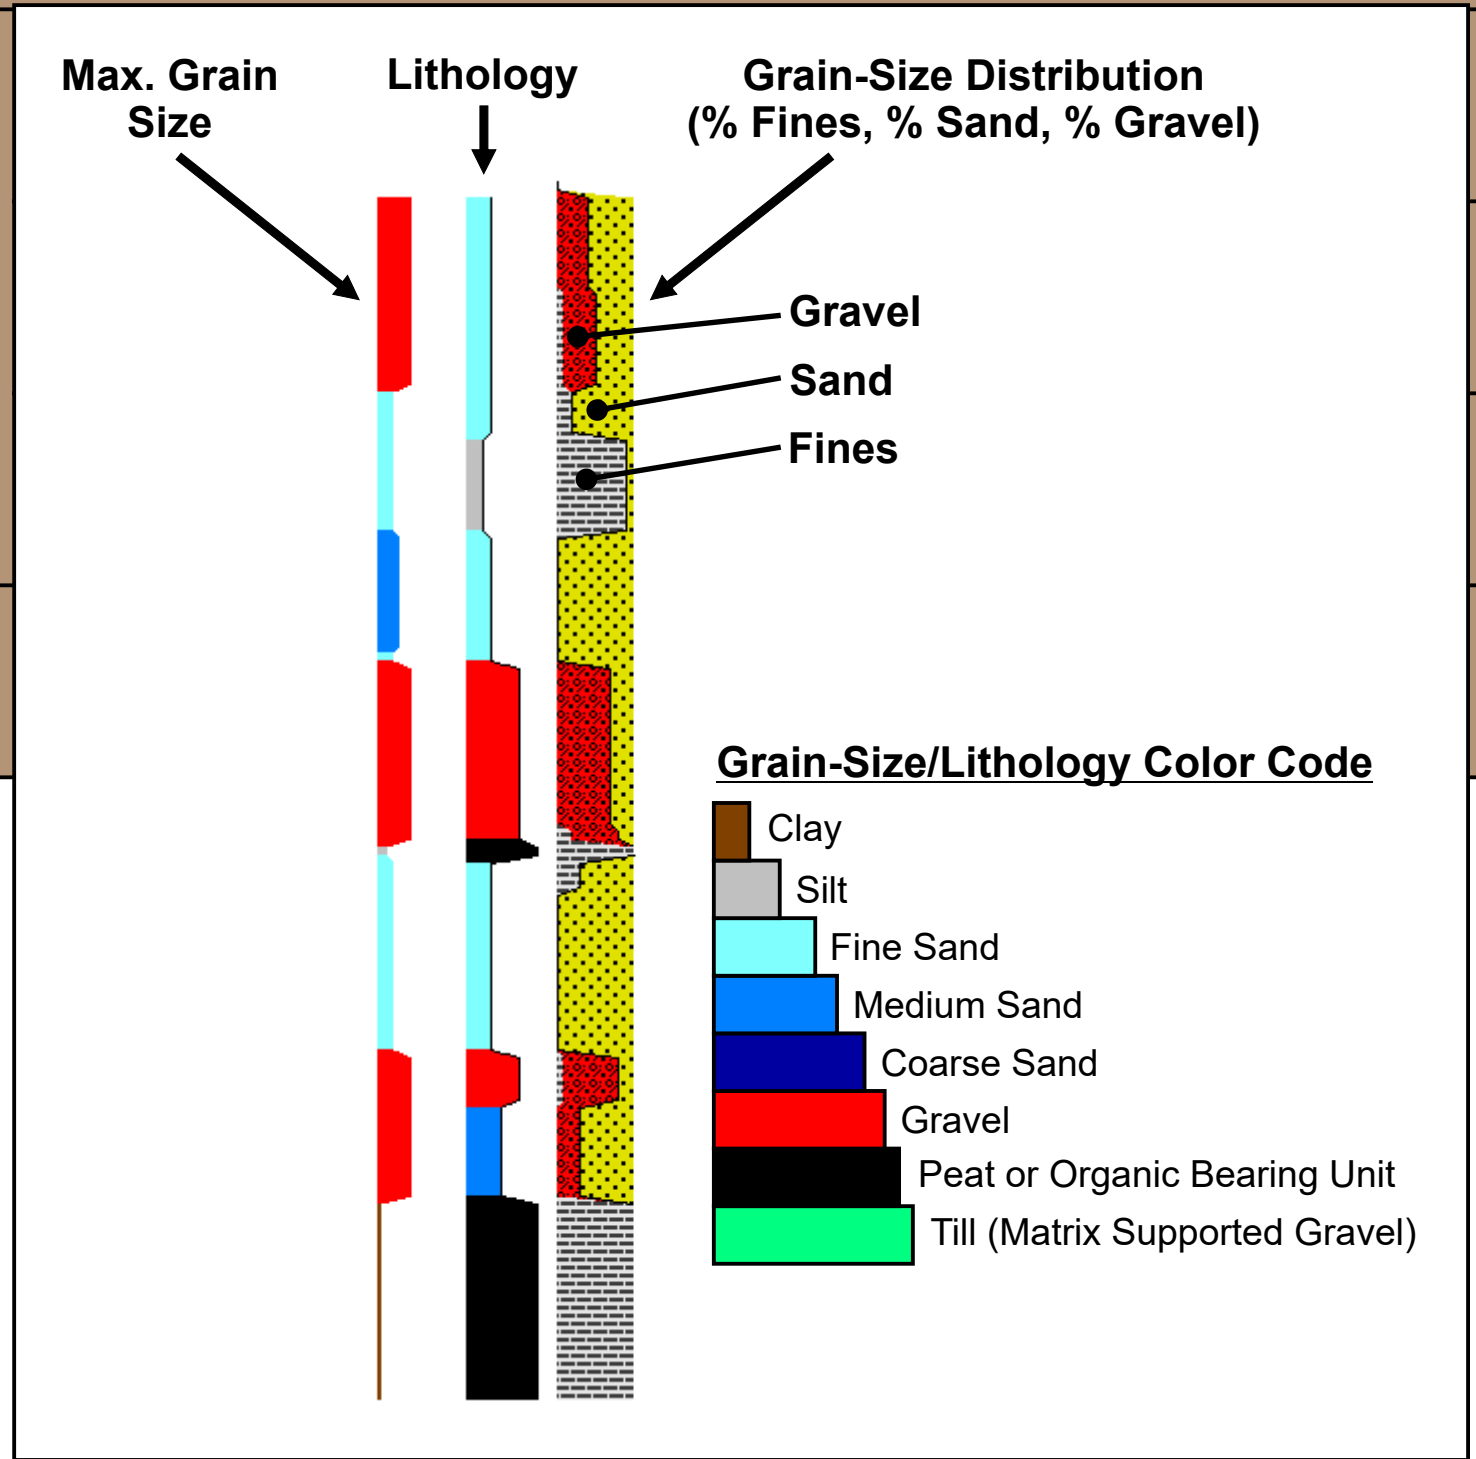 Max. Grain
Size
Lithology
Grain-Size Distribution
(% Fines, % Sand, % Gravel)
Gravel
Sand
Fines
Grain-Size/Lithology Color Code
Clay
Silt
Fine Sand
Medium Sand
Coarse Sand
Gravel
Peat or Organic Bearing Unit
Till (Matrix Supported Gravel)